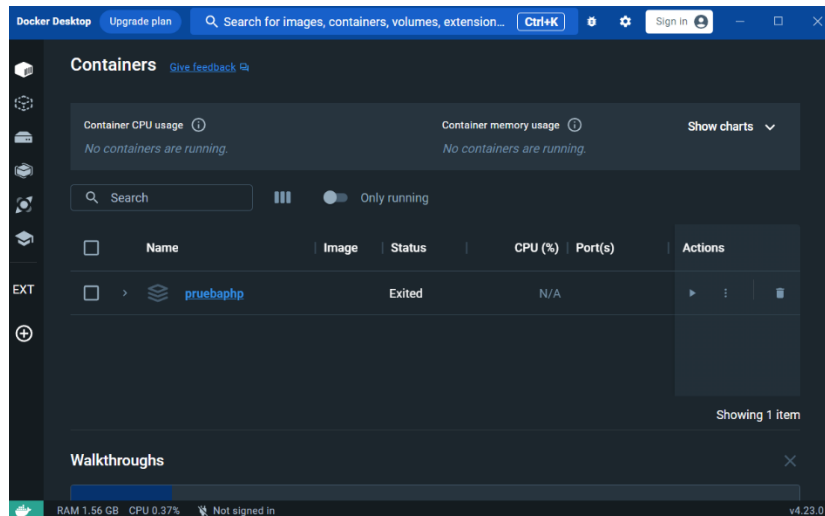 Docker Desktop Upgrade plan Search for images, containers, volumes, extension... Ctrl+K Sign in
Containers Give feedback
Container CPU usage Container memory usage Show charts
No containers are running. No containers are running.
Search Only running
Name Image Status CPU (%) Port(s) Actions
EXT pruebaphp Exited N/A
Showing 1 item
Walkthroughs
RAM 1.56 GB CPU 0.37% Not signed in v4.23.0